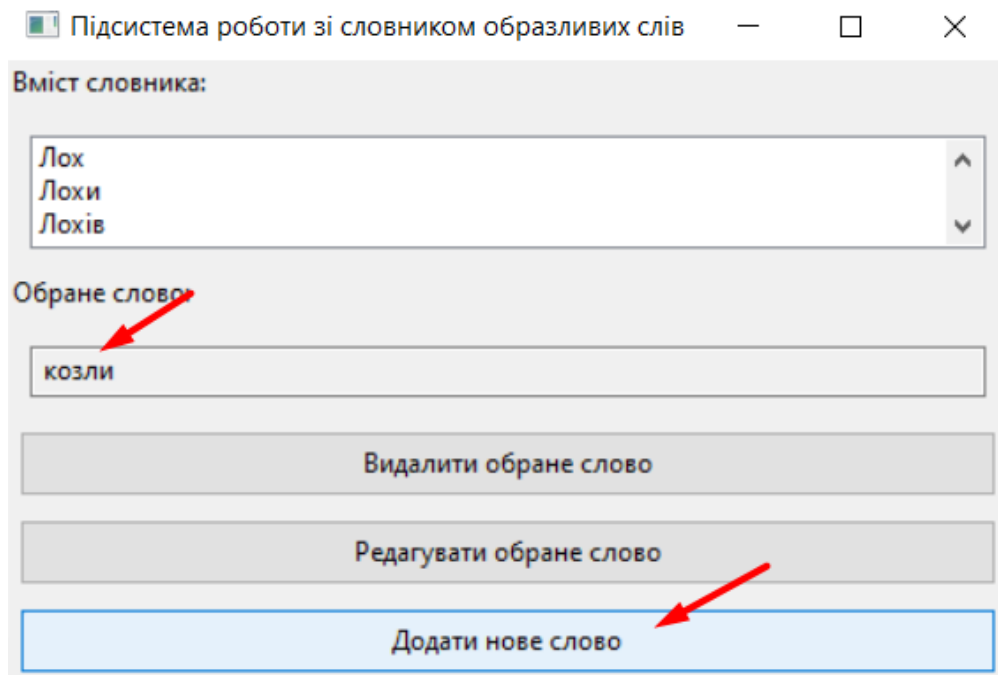 Підсистема роботи зі словником образливих слів
Вміст словника:
Лох
Лохи
Лохів
Обране слово:
козли
Видалити обране слово
Редагувати обране слово
Додати нове слово